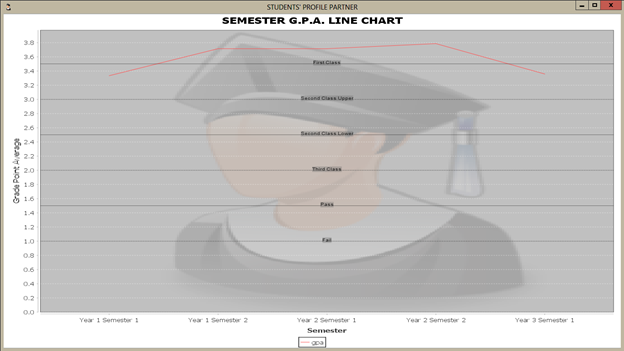 STUDENTS' PROFILE PARTNER
SEMESTER G.P.A. LINE CHART
3.8
3.6
First Class
3.4
3.2
3.0
Second Class Upper
2.8
2.6
Second Class Lower
2.4
2.2
2.0
Third Class
1.8
1.6
Pass
1.4
1.2
1.0
Fail
0.8
0.6
0.4
0.2
0.0
Grade Point Average
Year 1 Semester 1
Year 1 Semester 2
Year 2 Semester 1
Year 2 Semester 2
Year 3 Semester 1
Semester
gpa